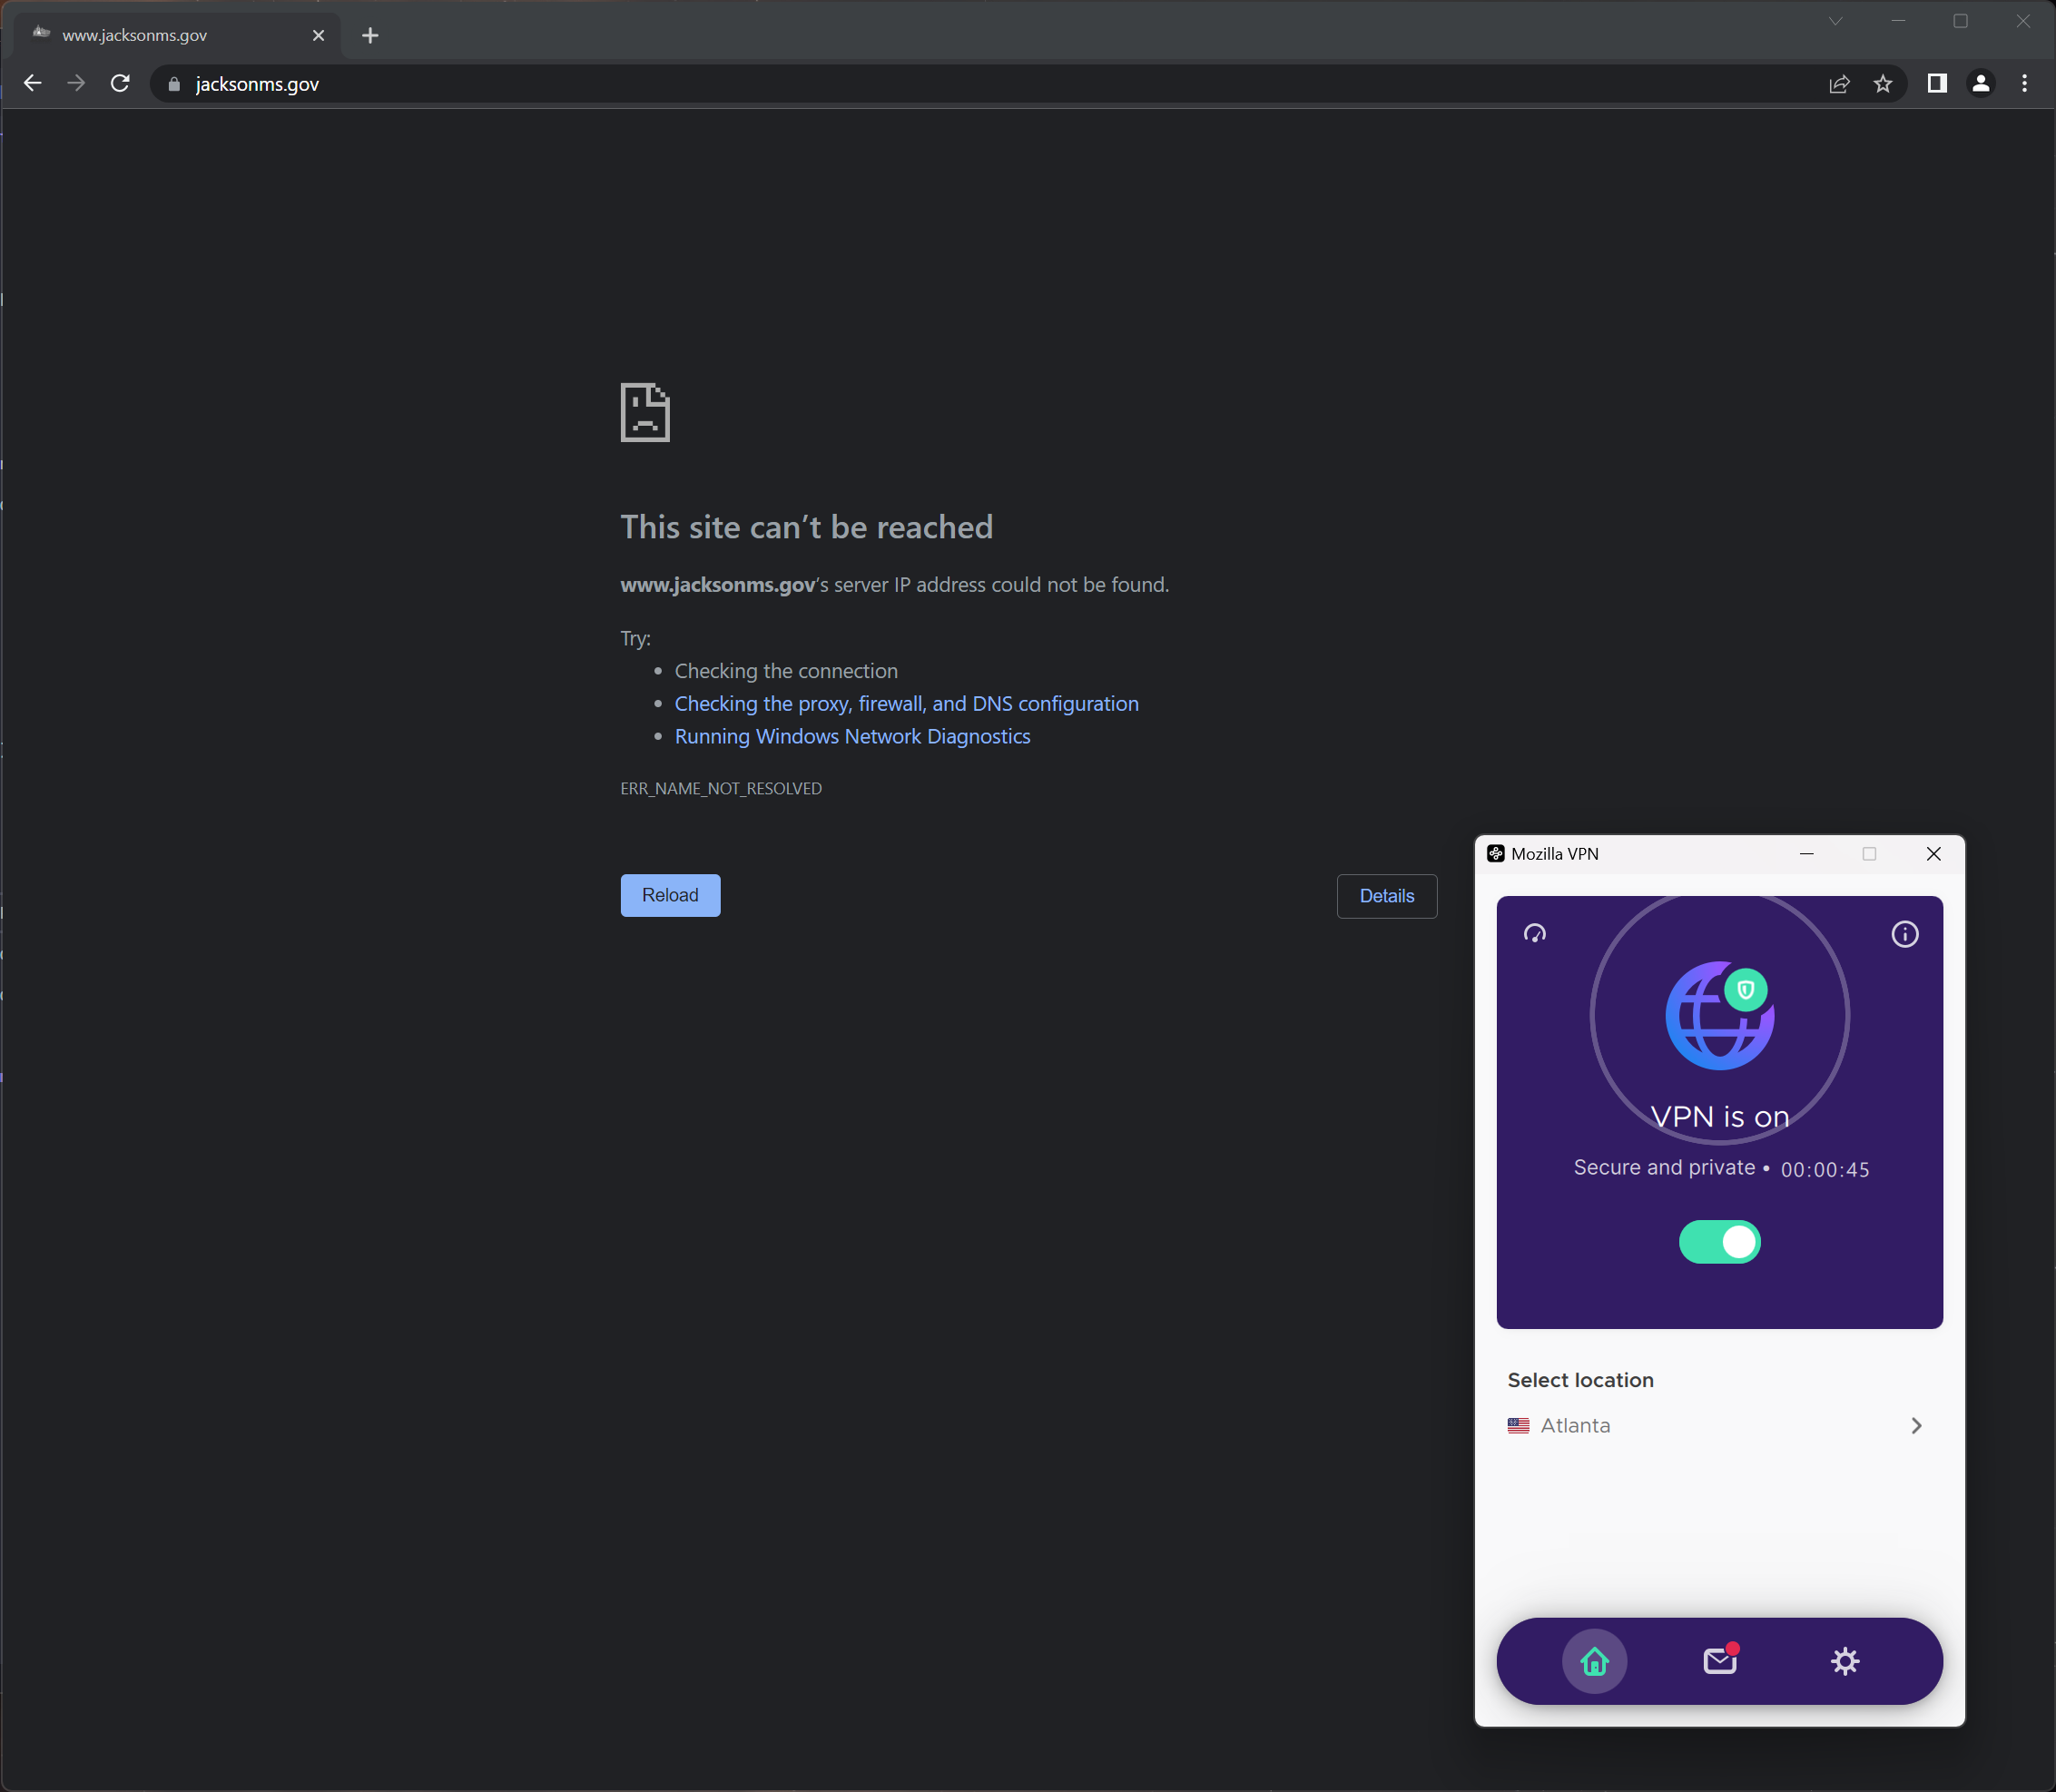 www.jacksonms.gov
jacksonms.gov
This site can’t be reached
www.jacksonms.gov’s server IP address could not be found.
Try:
Checking the connection
Checking the proxy, firewall, and DNS configuration
Running Windows Network Diagnostics
ERR_NAME_NOT_RESOLVED
Reload
Details
Mozilla VPN
VPN is on
Secure and private • 00:00:45
Select location
Atlanta